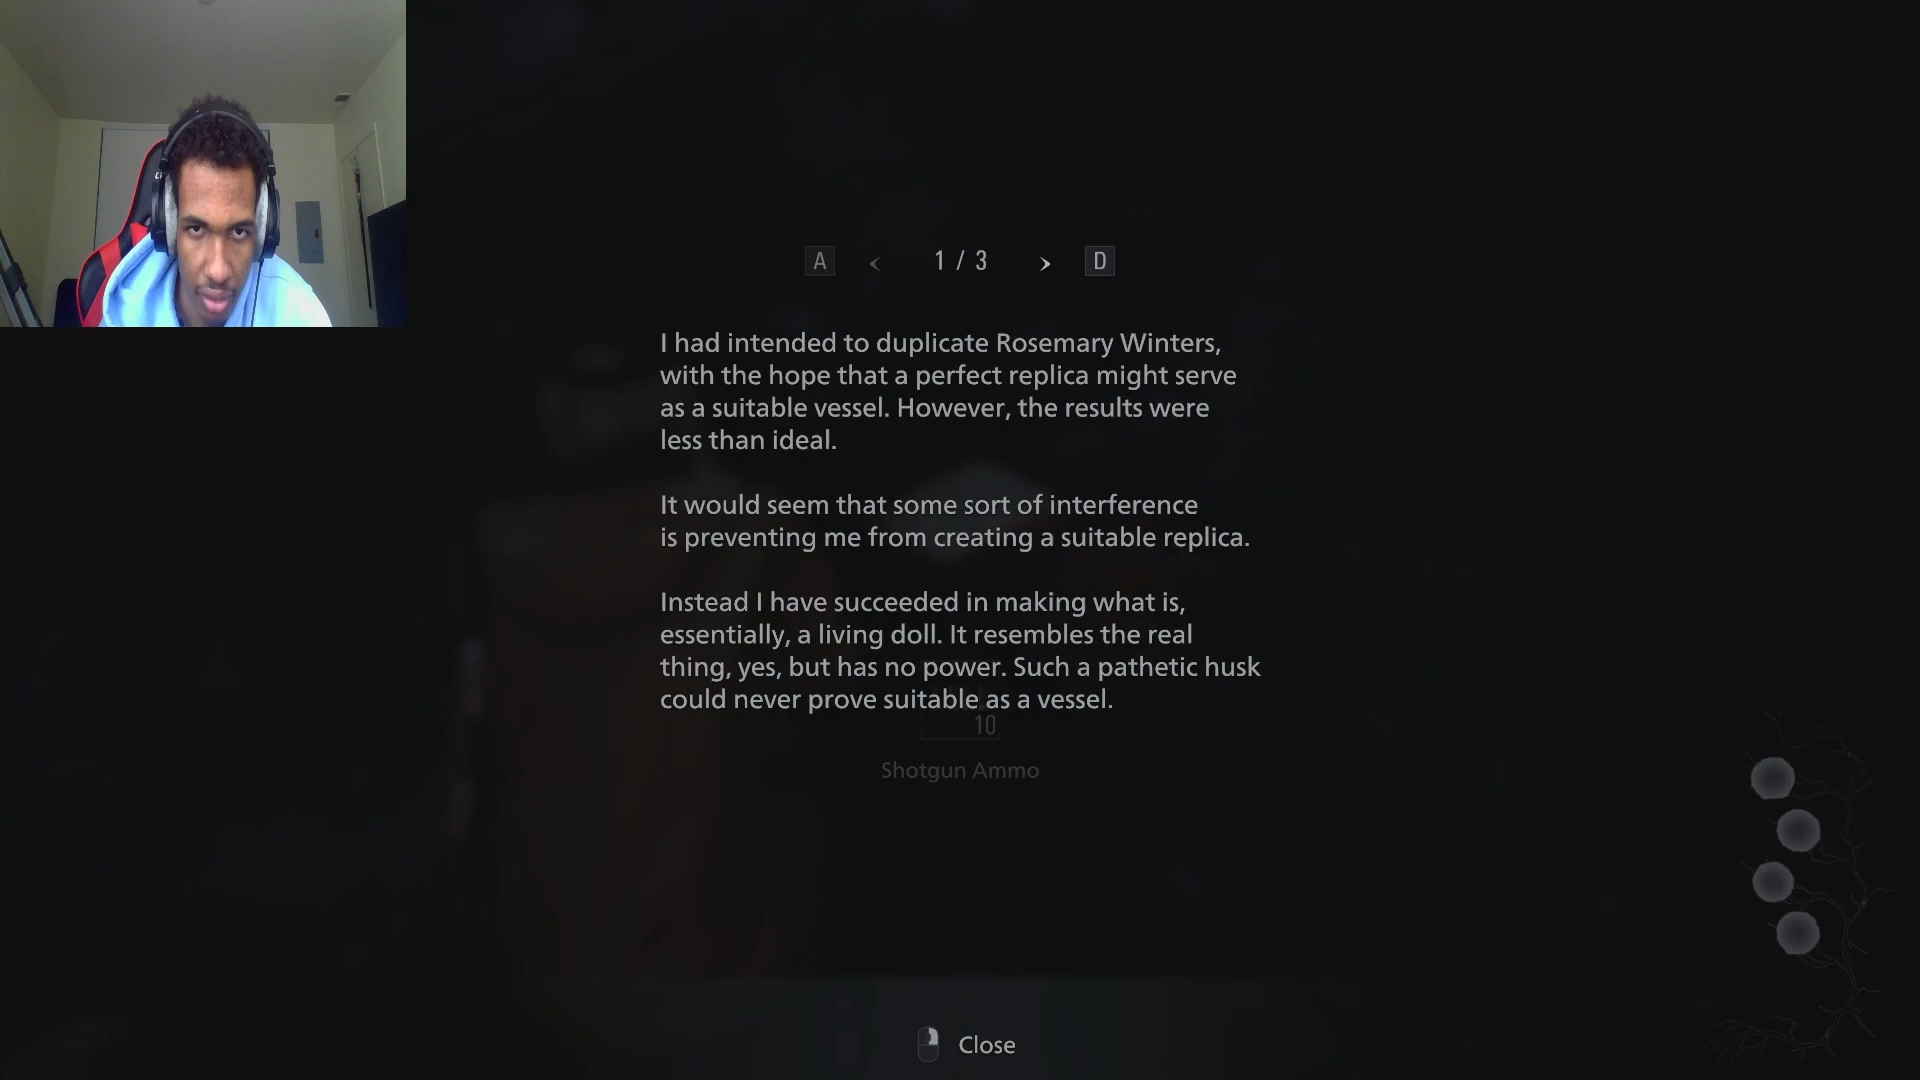 A < 1 / 3 > D
I had intended to duplicate Rosemary Winters,
with the hope that a perfect replica might serve
as a suitable vessel. However, the results were
less than ideal.
It would seem that some sort of interference
is preventing me from creating a suitable replica.
Instead I have succeeded in making what is,
essentially, a living doll. It resembles the real
thing, yes, but has no power. Such a pathetic husk
could never prove suitable as a vessel.
10
Shotgun Ammo
Close